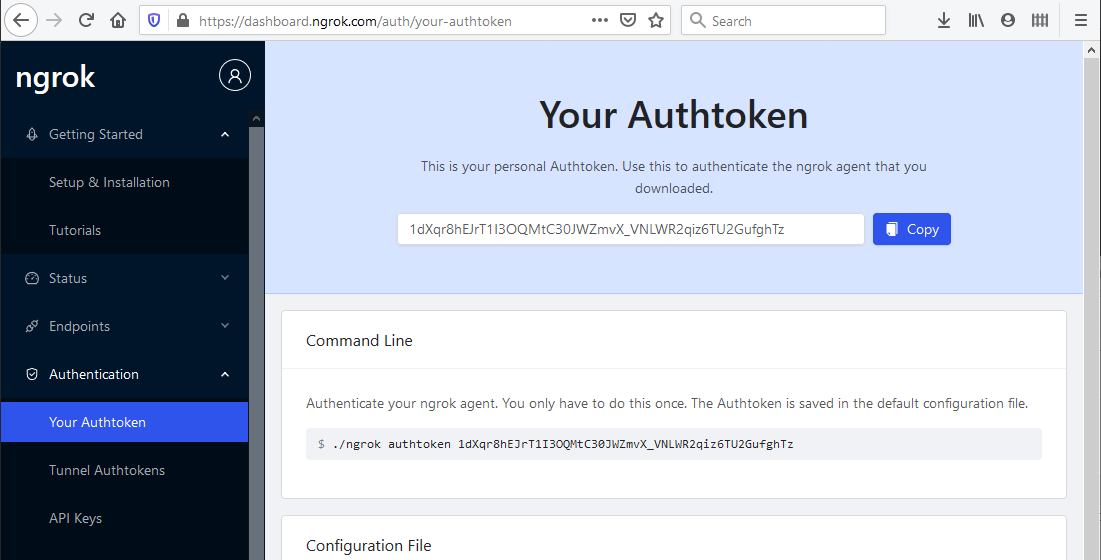 https://dashboard.ngrok.com/auth/your-authtoken
Search
ngrok
Getting Started
Setup & Installation
Tutorials
Status
Endpoints
Authentication
Your Authtoken
Tunnel Authtokens
API Keys
Your Authtoken
This is your personal Authtoken. Use this to authenticate the ngrok agent that you
downloaded.
1dXqr8hEJrT1I3OQMtC30JWZmvX_VNLWR2qiz6TU2GufghTz
Copy
Command Line
Authenticate your ngrok agent. You only have to do this once. The Authtoken is saved in the default configuration file.
$ ./ngrok authtoken 1dXqr8hEJrT1I3OQMtC30JWZmvX_VNLWR2qiz6TU2GufghTz
Configuration File